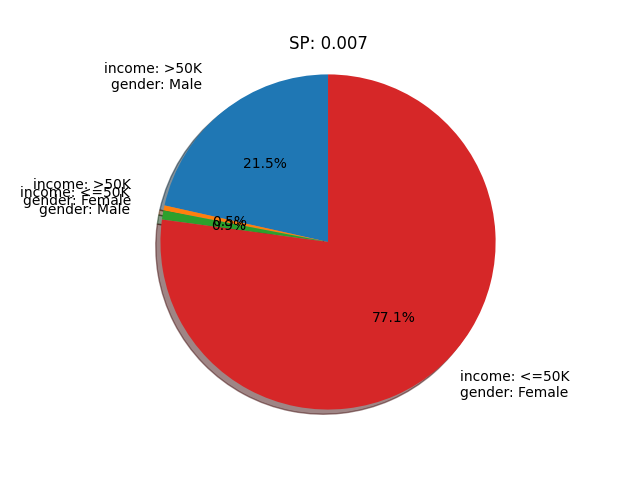 SP: 0.007
income: >50K
gender: Male
21.5%
income: >50K
gender: Female
0.5%
income: <=50K
gender: Male
0.9%
77.1%
income: <=50K
gender: Female